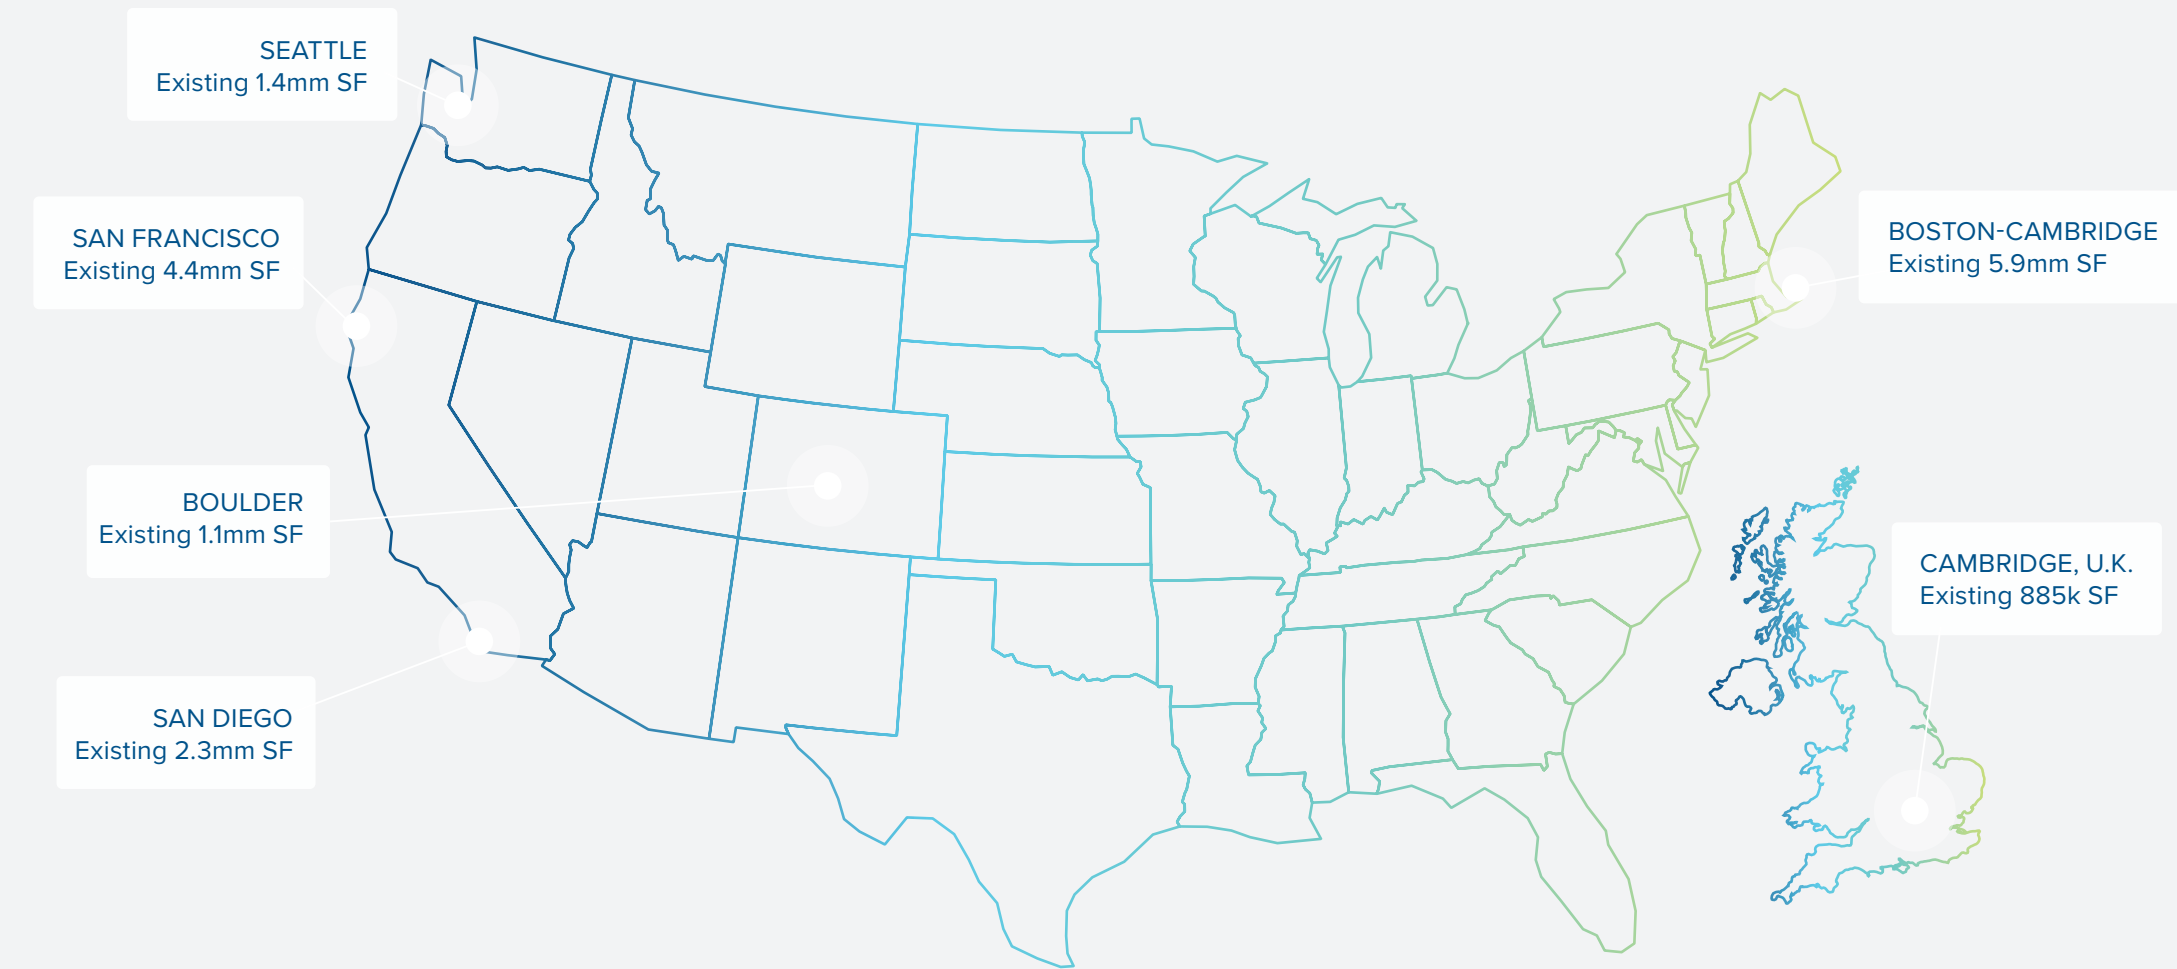 SEATTLE
Existing 1.4mm SF
SAN FRANCISCO
Existing 4.4mm SF
BOSTON-CAMBRIDGE
Existing 5.9mm SF
BOULDER
Existing 1.1mm SF
CAMBRIDGE, U.K.
Existing 885k SF
SAN DIEGO
Existing 2.3mm SF